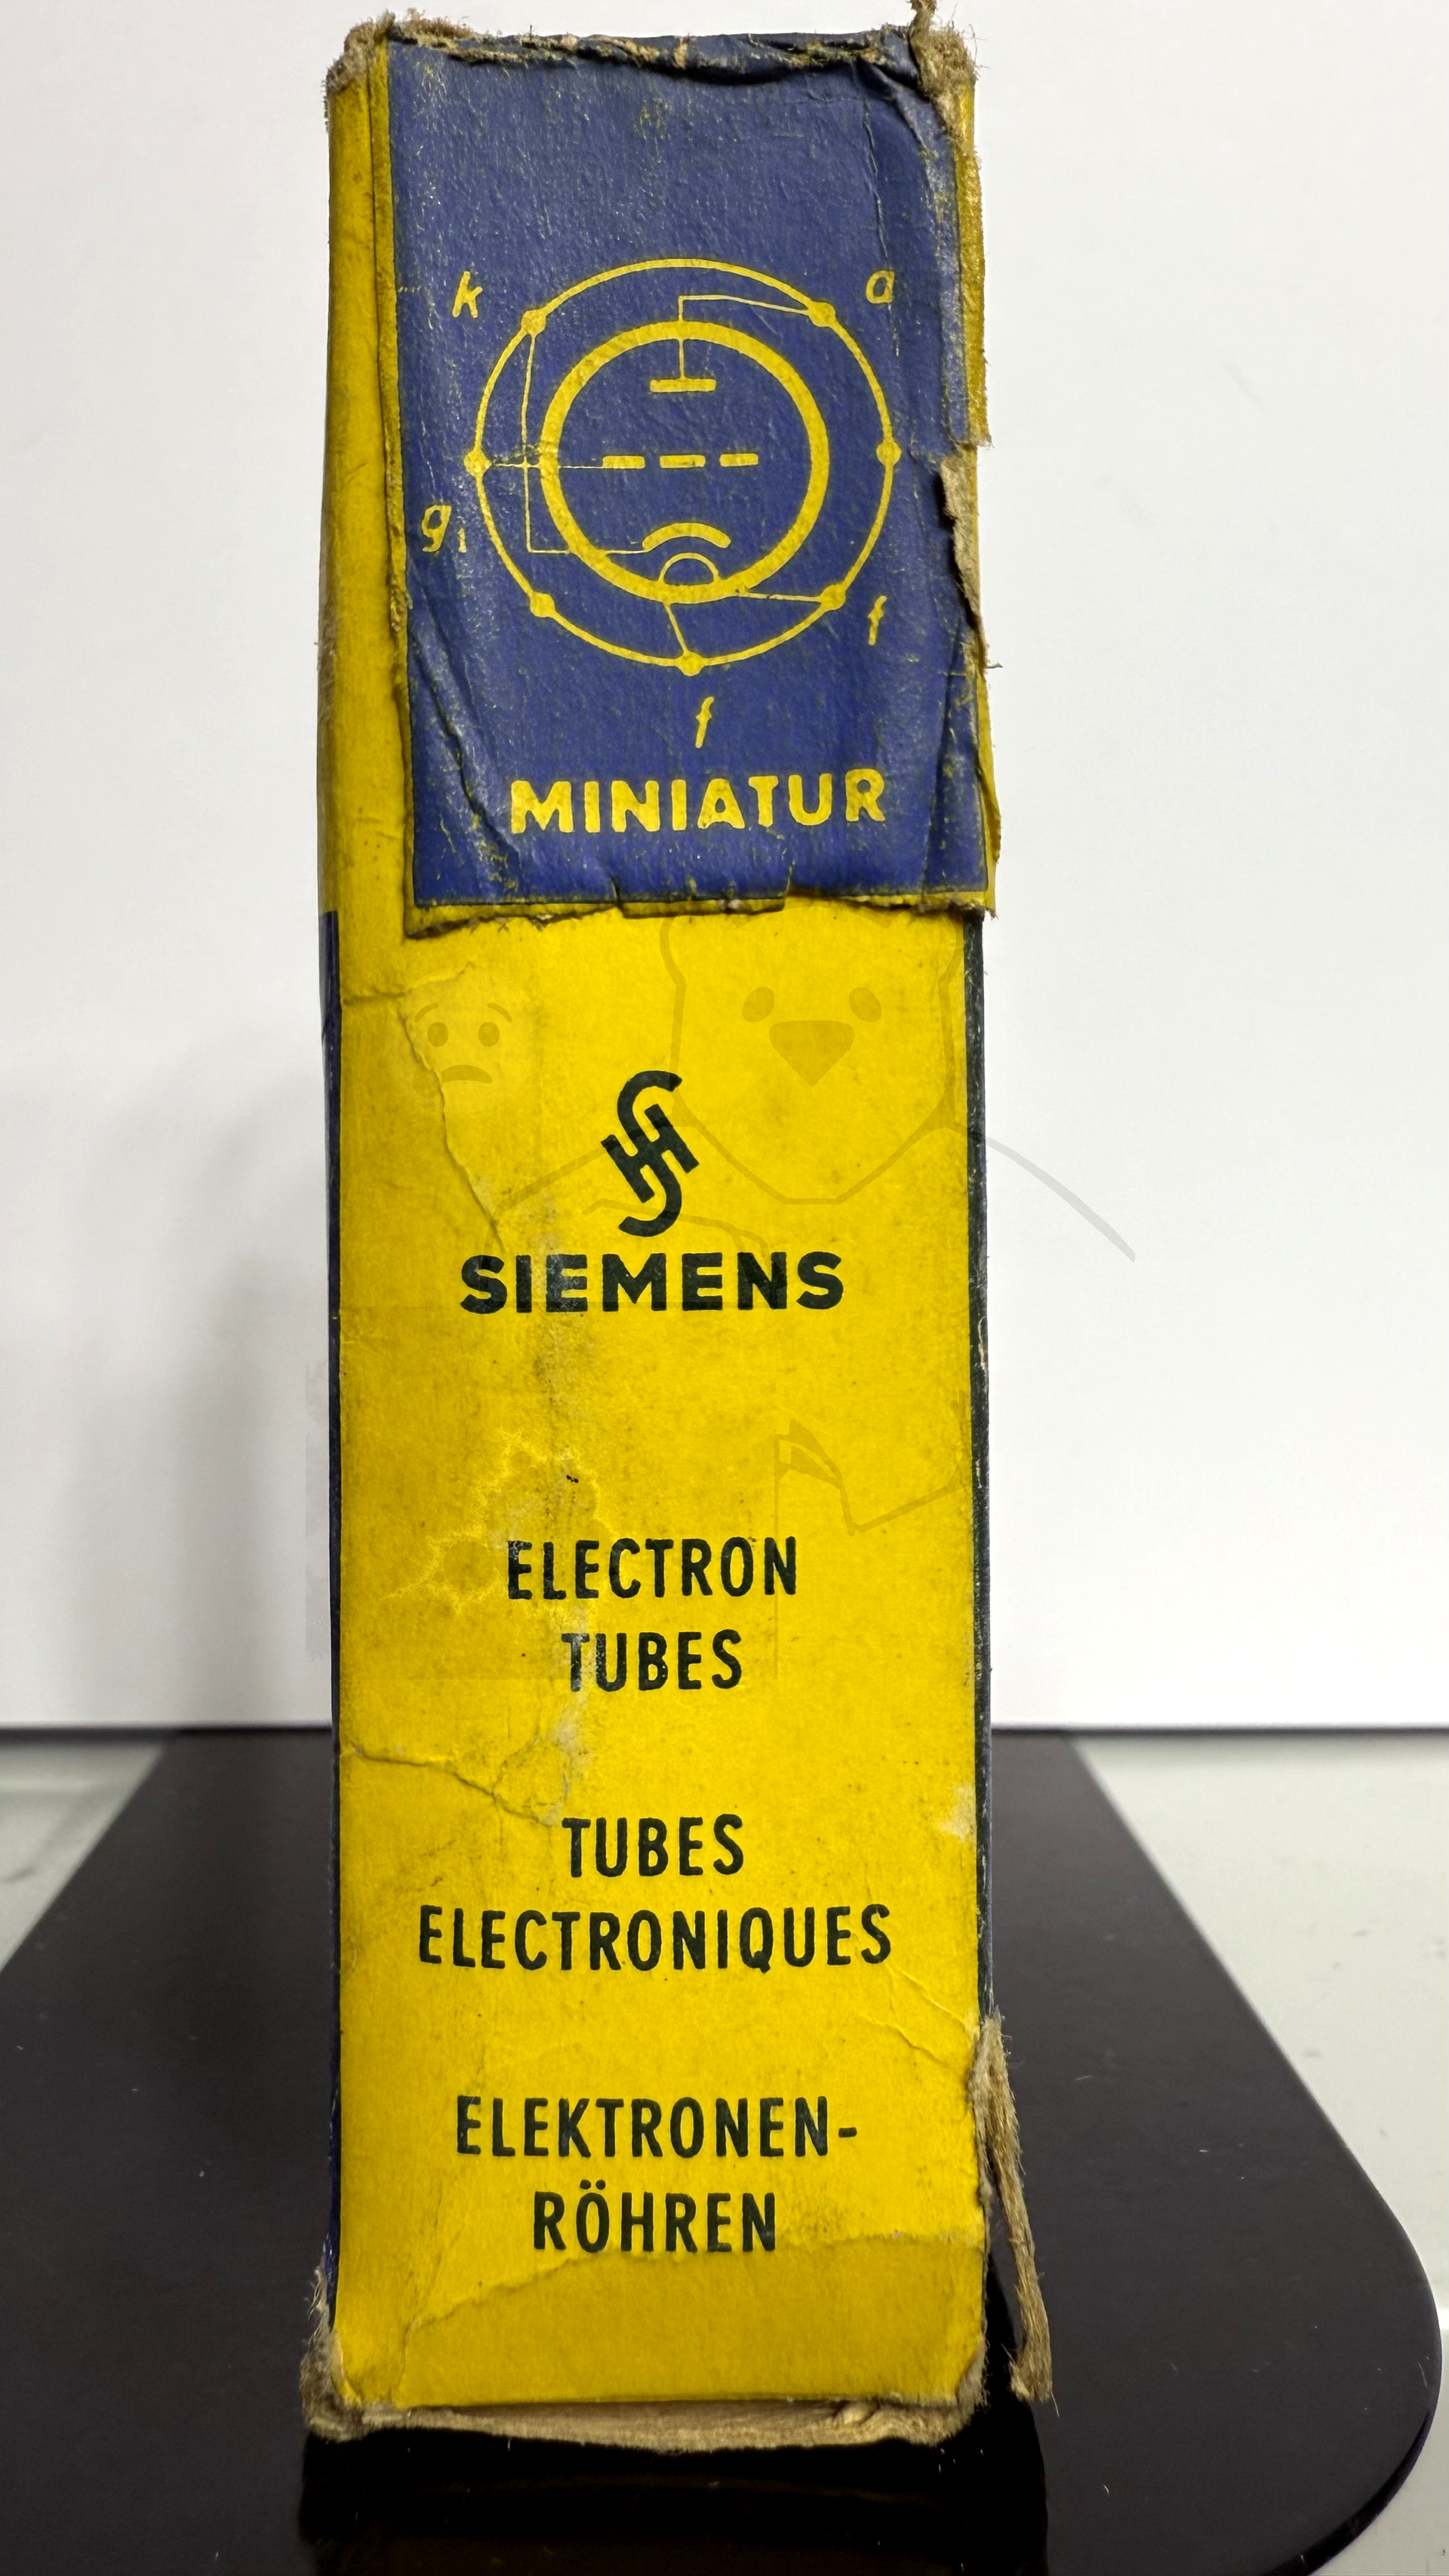 k a
g1
f
f
MINIATUR
SIEMENS
ELECTRON
TUBES
TUBES
ELECTRONIQUES
ELEKTRONEN-
RÖHREN